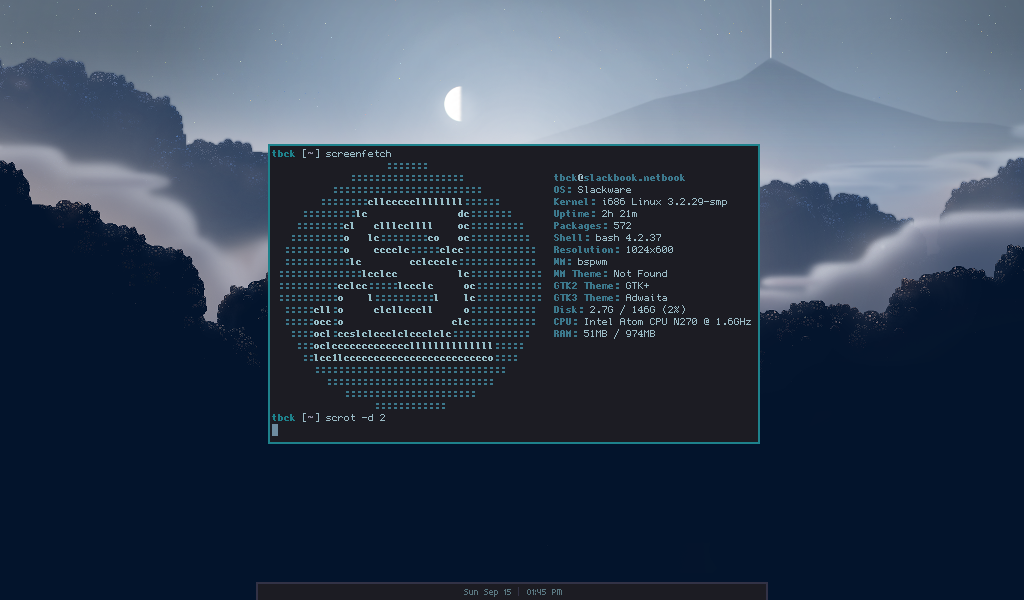 tbck [~] screenfetch
:::::::
:::::::::::::::::::
tbck@slackbook.netbook
OS: Slackware
Kernel: i686 Linux 3.2.29-smp
Uptime: 2h 21m
Packages: 572
Shell: bash 4.2.37
Resolution: 1024x600
WM: bspwm
WM Theme: Not Found
GTK2 Theme: GTK+
GTK3 Theme: Adwaita
Disk: 2.7G / 146G (2%)
CPU: Intel Atom CPU N270 @ 1.6GHz
RAM: 51MB / 974MB
tbck [~] scrot -d 2
Sun Sep 15 | 01:45 PM